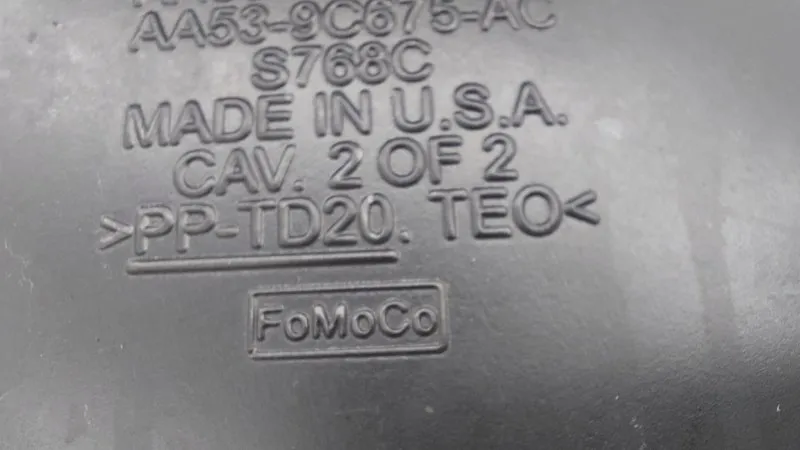 AA53-9C675-AC
S768C
MADE IN U.S.A.
CAV. 2 OF 2
>PP-TD20. TEO<
FoMoCo